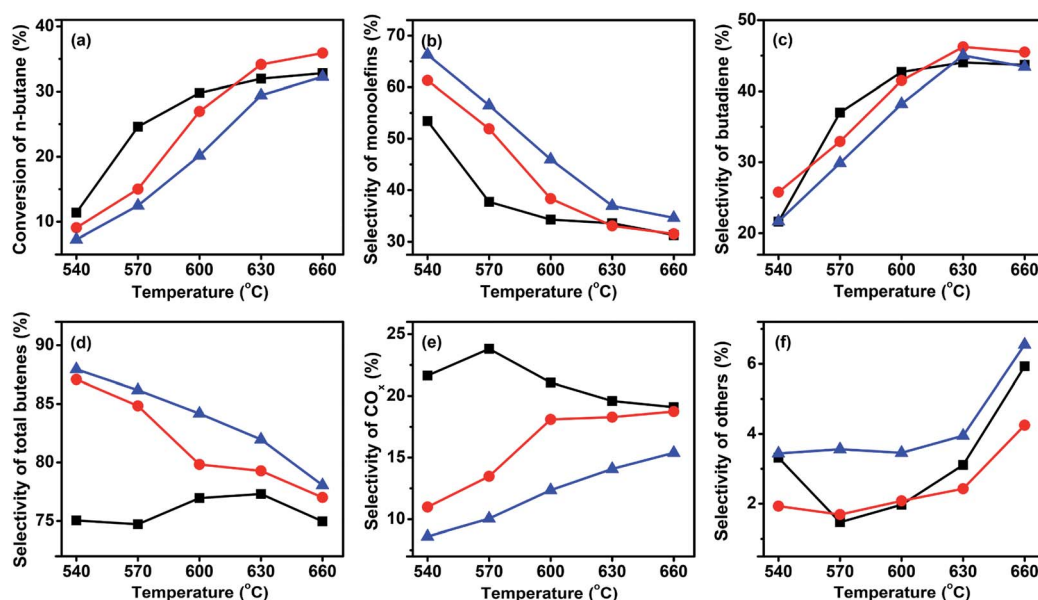 Conversion of n-butane (%)
(a)
40
30
20
10
540 570 600 630 660
Temperature (°C)
Selectivity of monoolefins (%)
(b)
70
60
50
40
30
540 570 600 630 660
Temperature (°C)
Selectivity of butadiene (%)
(c)
50
40
30
20
540 570 600 630 660
Temperature (°C)
Selectivity of total butenes (%)
(d)
90
85
80
75
540 570 600 630 660
Temperature (°C)
Selectivity of COx (%)
(e)
25
20
15
10
540 570 600 630 660
Temperature (°C)
Selectivity of others (%)
(f)
6
4
2
0
540 570 600 630 660
Temperature (°C)